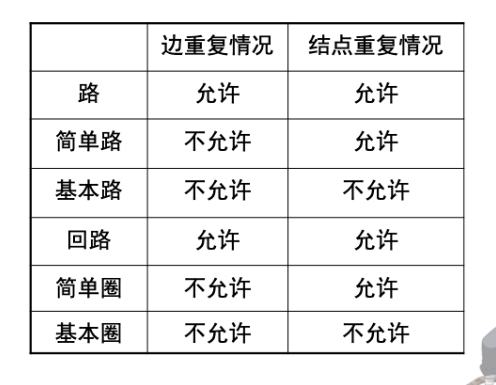 边重复情况 结点重复情况
路 允许 允许
简单路 不允许 允许
基本路 不允许 不允许
回路 允许 允许
简单圈 不允许 允许
基本圈 不允许 不允许